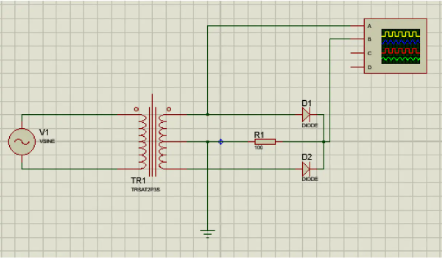 A
B
C
D
D1
DIODE
V1
VSINE
R1
100
D2
DIODE
TR1
TRSAT2P3S